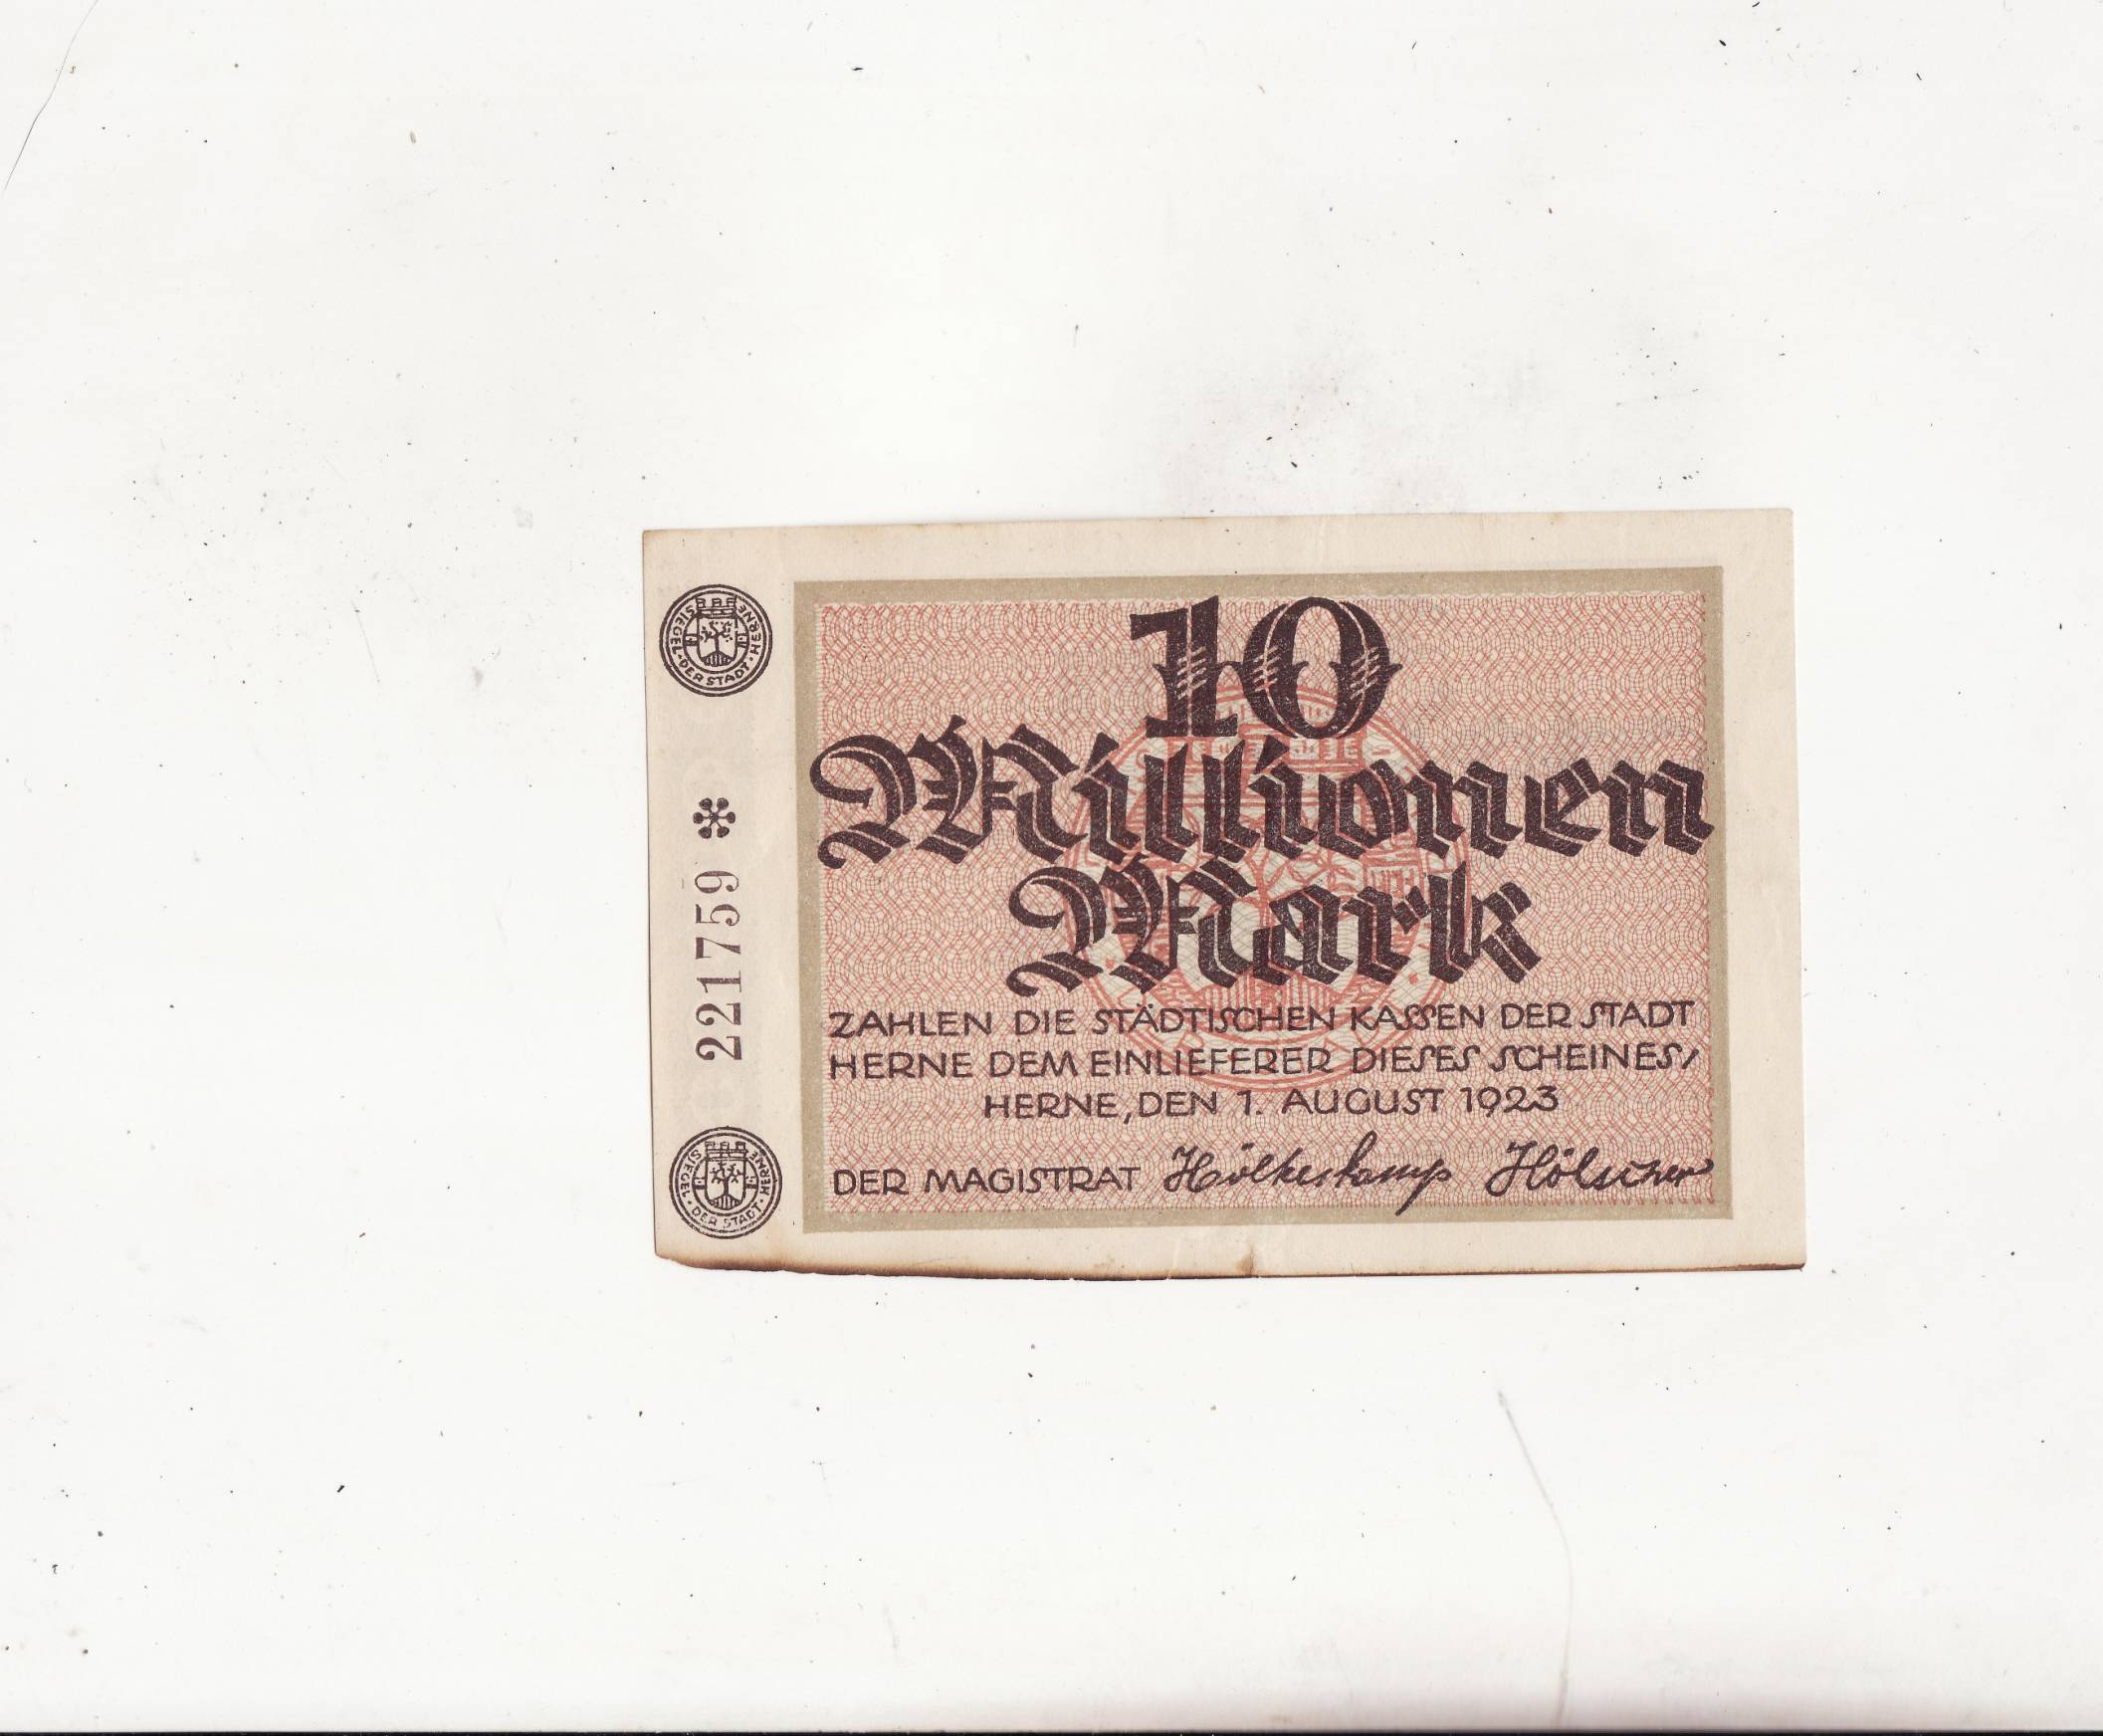 SIEGEL · DER STADT · HERNE
221759
SIEGEL · DER STADT · HERNE
10
Millionen
Mark
ZAHLEN DIE STÄDTISCHEN KASSEN DER STADT
HERNE DEM EINLIEFERER DIESES SCHEINES/
HERNE, DEN 1. AUGUST 1923
DER MAGISTRAT Hölkeskamp Hölscher